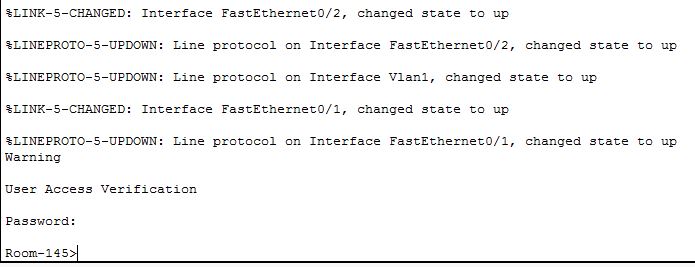 %LINK-5-CHANGED: Interface FastEthernet0/2, changed state to up
%LINEPROTO-5-UPDOWN: Line protocol on Interface FastEthernet0/2, changed state to up
%LINEPROTO-5-UPDOWN: Line protocol on Interface Vlan1, changed state to up
%LINK-5-CHANGED: Interface FastEthernet0/1, changed state to up
%LINEPROTO-5-UPDOWN: Line protocol on Interface FastEthernet0/1, changed state to up
Warning
User Access Verification
Password:
Room-145>